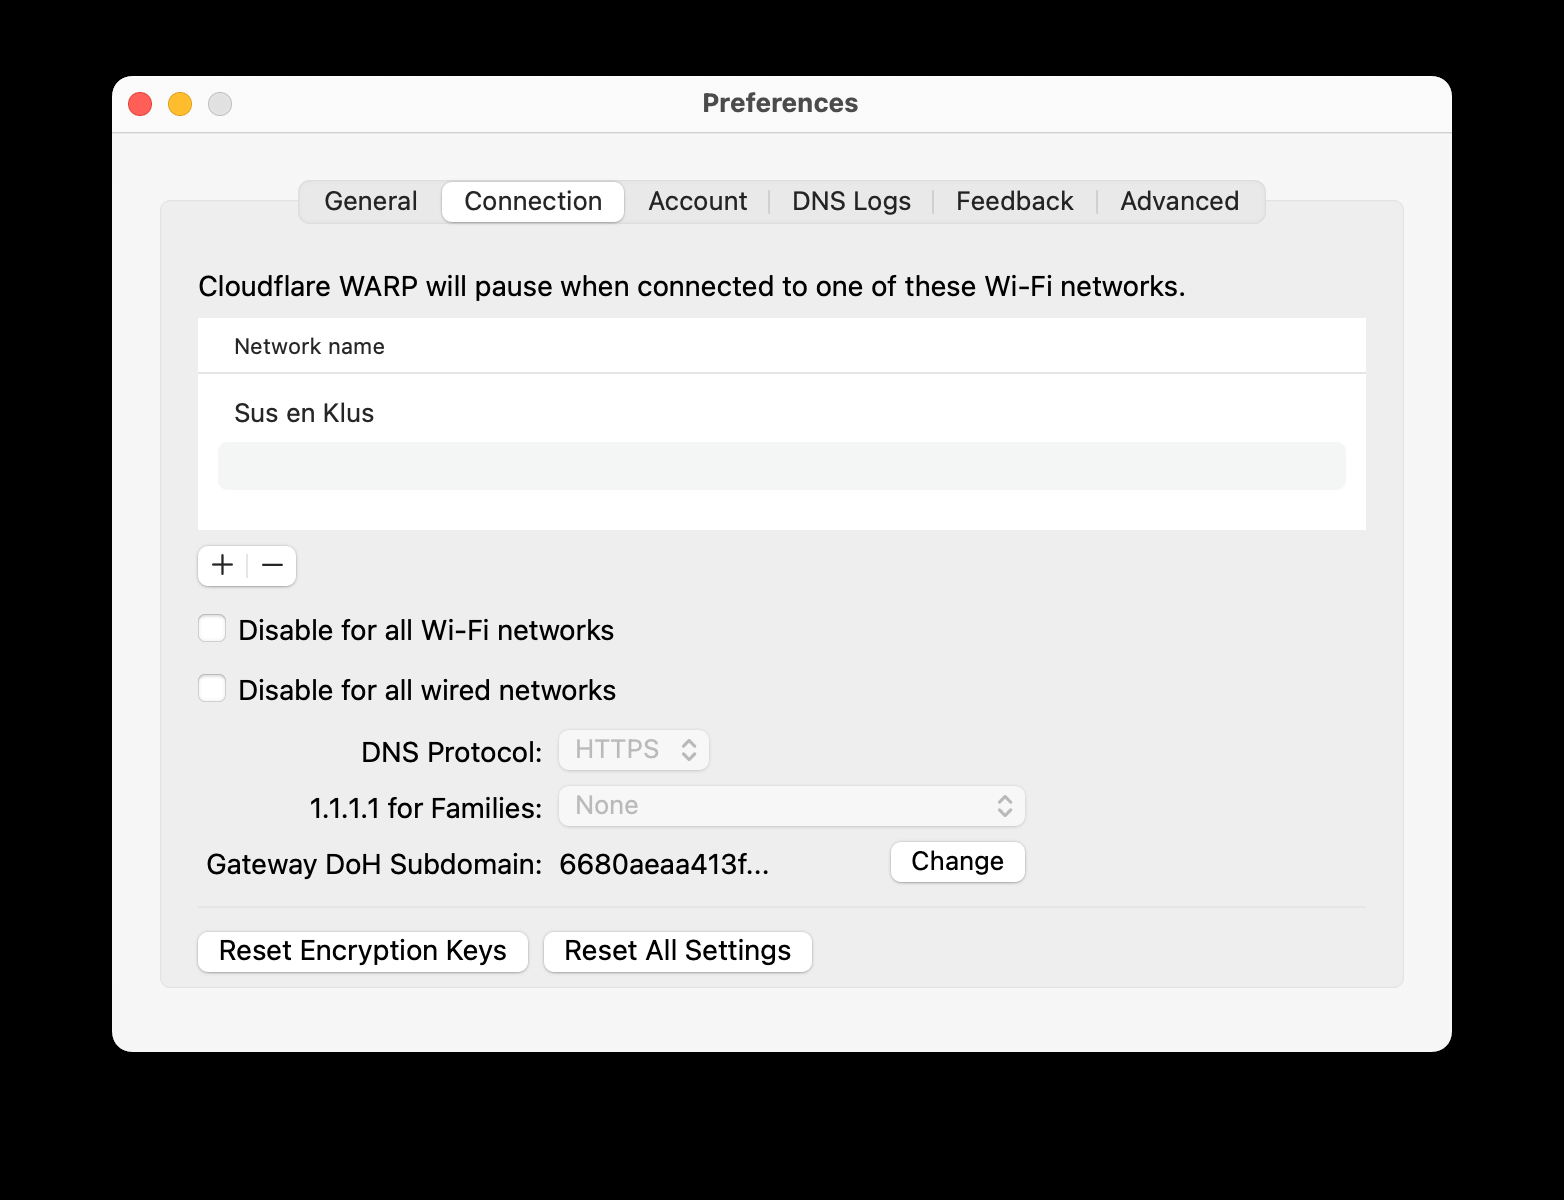 Preferences
General Connection Account DNS Logs Feedback Advanced
Cloudflare WARP will pause when connected to one of these Wi-Fi networks.
Network name
Sus en Klus
Disable for all Wi-Fi networks
Disable for all wired networks
DNS Protocol: HTTPS
1.1.1.1 for Families: None
Gateway DoH Subdomain: 6680aeaa413f... Change
Reset Encryption Keys Reset All Settings